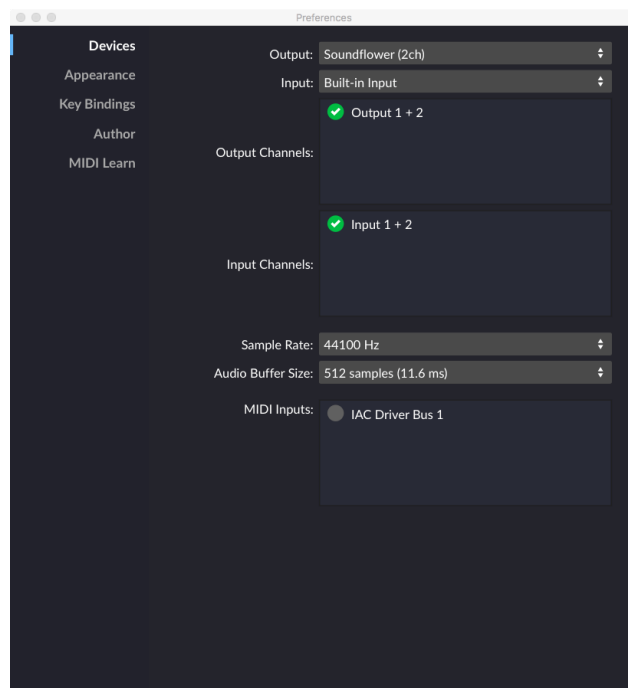 Preferences
Devices
Appearance
Key Bindings
Author
MIDI Learn
Output: Soundflower (2ch)
Input: Built-in Input
Output 1 + 2
Output Channels:
Input 1 + 2
Input Channels:
Sample Rate: 44100 Hz
Audio Buffer Size: 512 samples (11.6 ms)
MIDI Inputs:
IAC Driver Bus 1